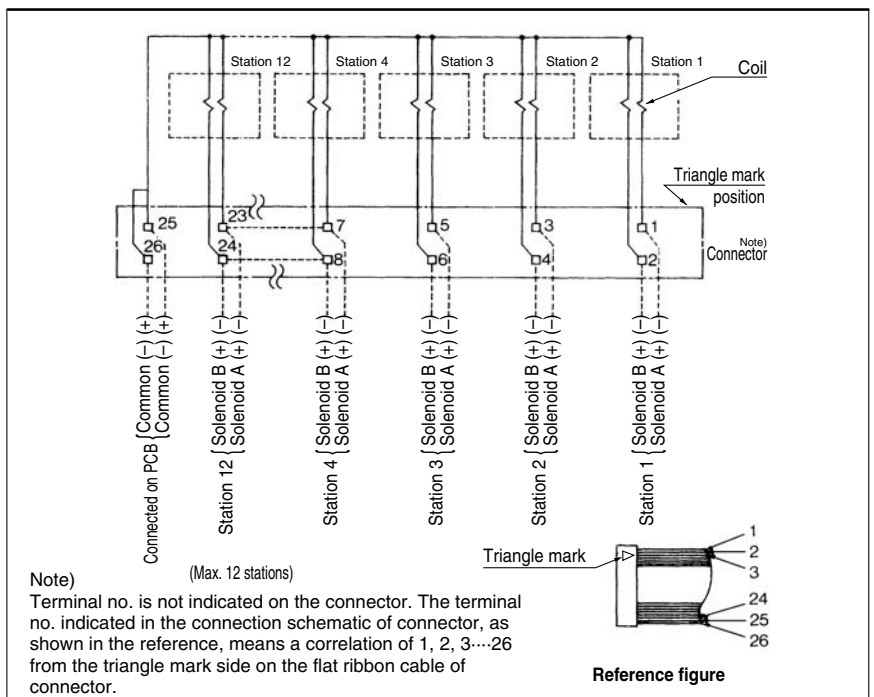 Station 12 Station 4 Station 3 Station 2 Station 1
Coil
Triangle mark
position
25 23 7 5 3 1
26 24 8 6 4 2
Note)
Connector
Connected on PCB { Common (−) (+)
Common (−) (+)
Station 12 { Solenoid B (+) (−)
Solenoid A (+) (−)
Station 4 { Solenoid B (+) (−)
Solenoid A (+) (−)
Station 3 { Solenoid B (+) (−)
Solenoid A (+) (−)
Station 2 { Solenoid B (+) (−)
Solenoid A (+) (−)
Station 1 { Solenoid B (+) (−)
Solenoid A (+) (−)
(Max. 12 stations)
Note)
Terminal no. is not indicated on the connector. The terminal
no. indicated in the connection schematic of connector, as
shown in the reference, means a correlation of 1, 2, 3····26
from the triangle mark side on the flat ribbon cable of
connector.
Triangle mark
1
2
3
24
25
26
Reference figure